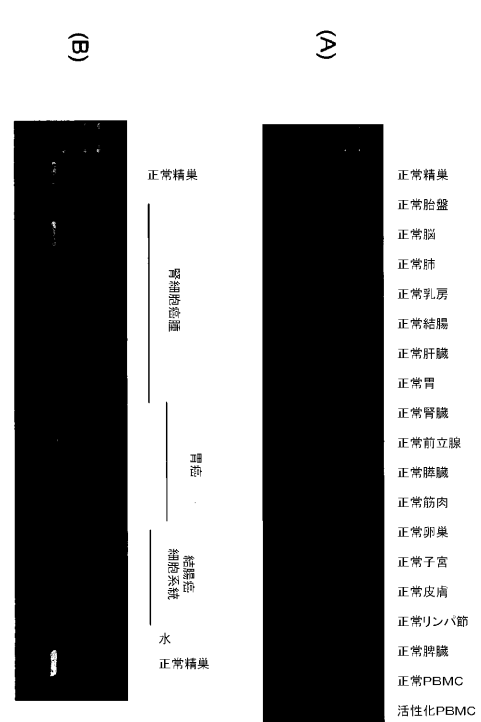 (B)
正常精巣
腎細胞癌腫
胃癌
結腸癌
細胞系統
水
正常精巣
(A)
正常精巣
正常胎盤
正常脳
正常肺
正常乳房
正常結腸
正常肝臓
正常胃
正常腎臓
正常前立腺
正常膵臓
正常筋肉
正常卵巣
正常子宮
正常皮膚
正常リンパ節
正常脾臓
正常PBMC
活性化PBMC